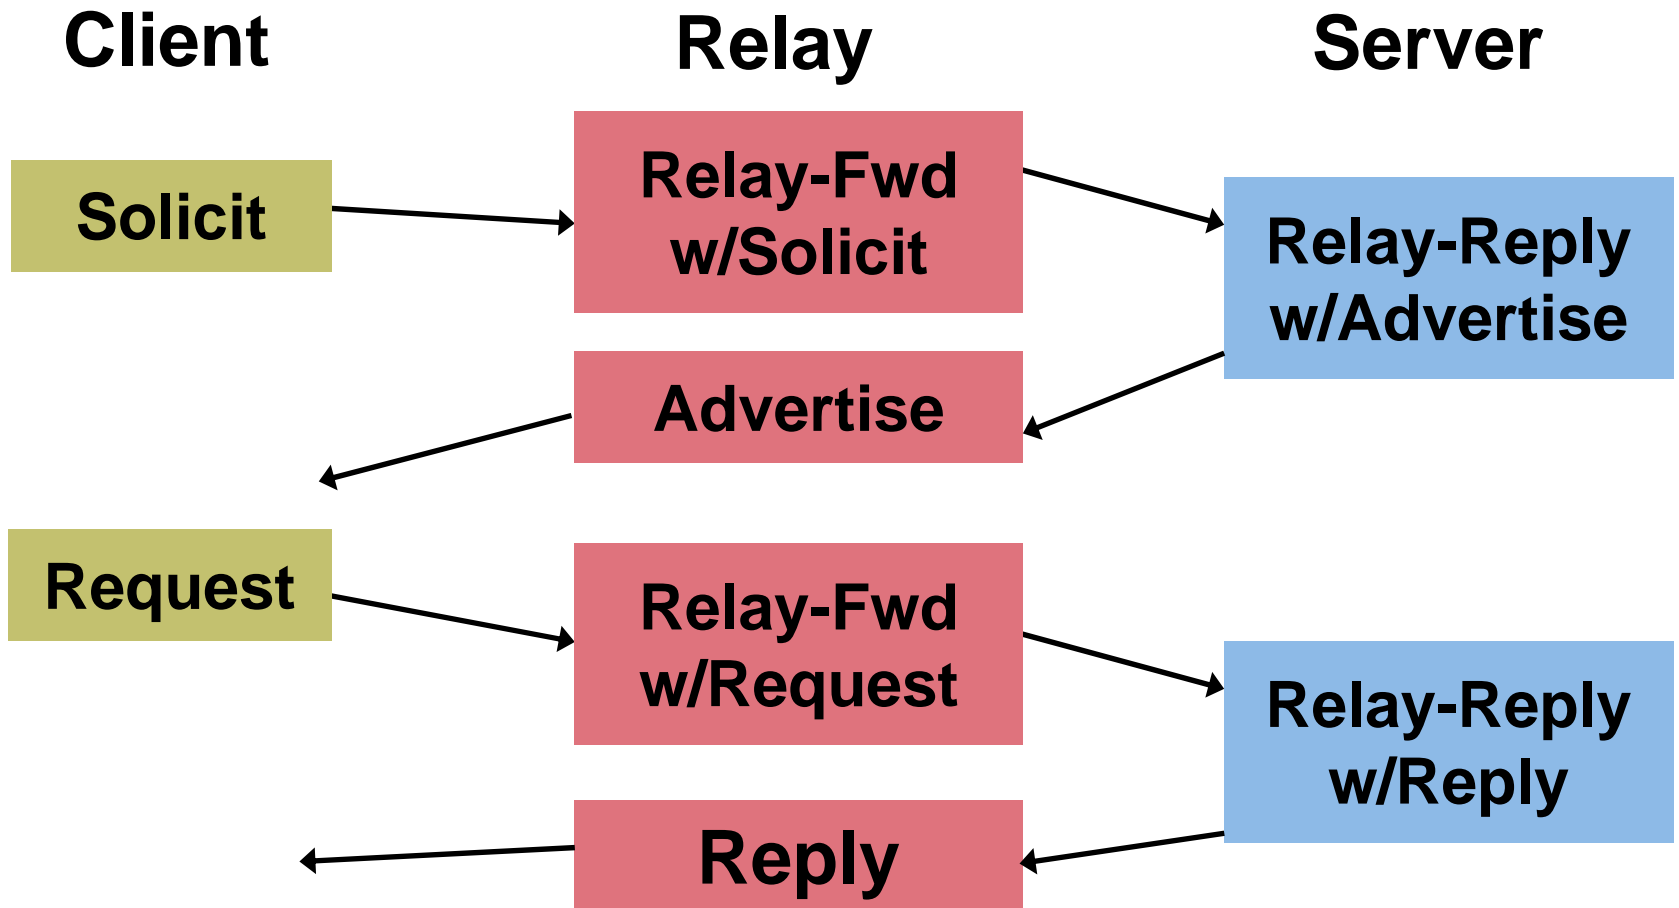 Client Relay Server
Solicit
Relay-Fwd
w/Solicit
Relay-Reply
w/Advertise
Advertise
Request
Relay-Fwd
w/Request
Relay-Reply
w/Reply
Reply